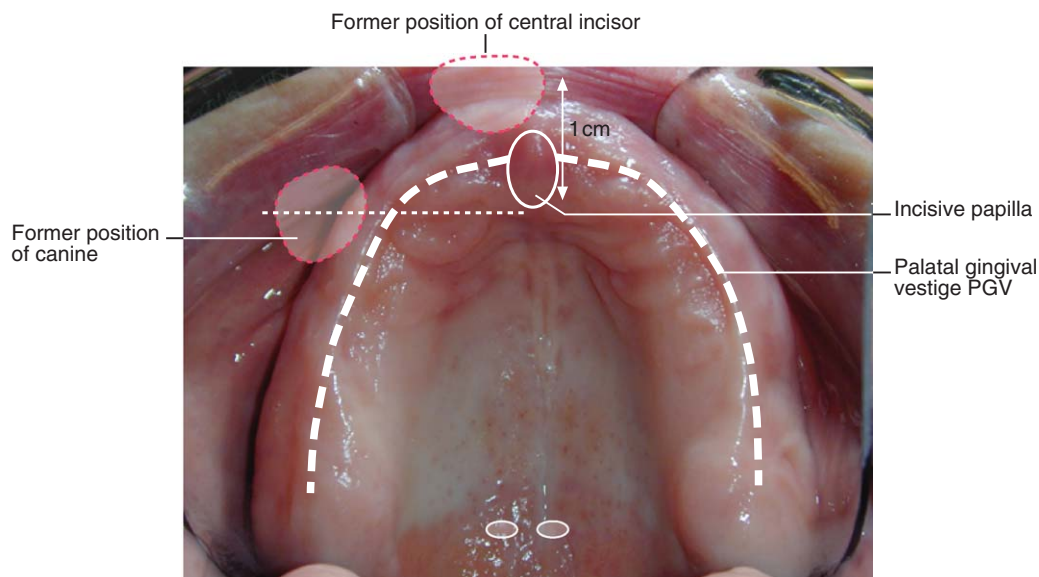 Former position of central incisor
1 cm
Incisive papilla
Former position
of canine
Palatal gingival
vestige PGV